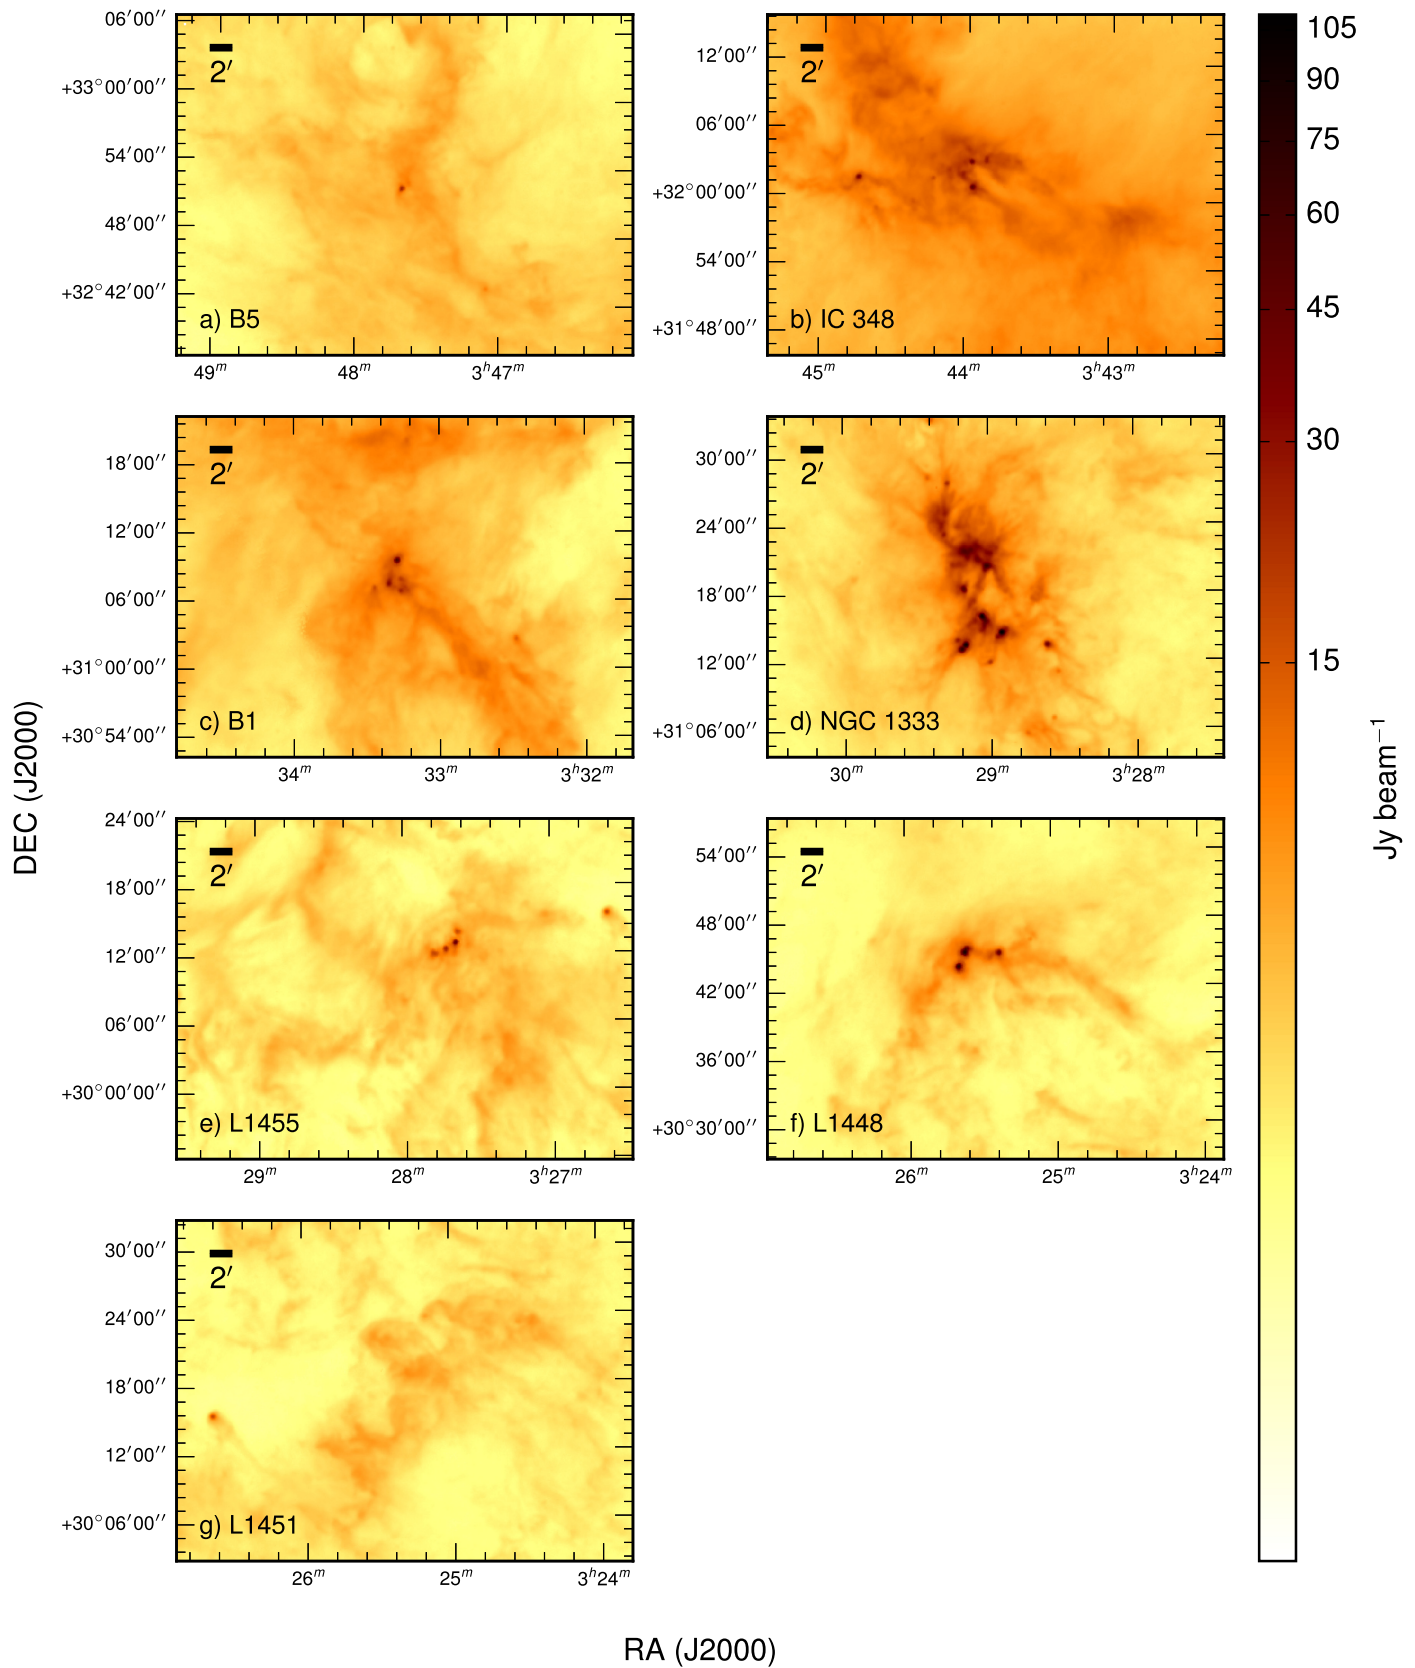 06′00′′
+33°00′00′′
54′00′′
48′00′′
+32°42′00′′
2′
a) B5
49ᵐ 48ᵐ 3ʰ47ᵐ
12′00′′
06′00′′
+32°00′00′′
54′00′′
+31°48′00′′
2′
b) IC 348
45ᵐ 44ᵐ 3ʰ43ᵐ
18′00′′
12′00′′
06′00′′
+31°00′00′′
+30°54′00′′
2′
c) B1
34ᵐ 33ᵐ 3ʰ32ᵐ
30′00′′
24′00′′
18′00′′
12′00′′
+31°06′00′′
2′
d) NGC 1333
30ᵐ 29ᵐ 3ʰ28ᵐ
24′00′′
18′00′′
12′00′′
06′00′′
+30°00′00′′
2′
e) L1455
29ᵐ 28ᵐ 3ʰ27ᵐ
54′00′′
48′00′′
42′00′′
36′00′′
+30°30′00′′
2′
f) L1448
26ᵐ 25ᵐ 3ʰ24ᵐ
30′00′′
24′00′′
18′00′′
12′00′′
+30°06′00′′
2′
g) L1451
26ᵐ 25ᵐ 3ʰ24ᵐ
DEC (J2000)
RA (J2000)
105
90
75
60
45
30
15
Jy beam⁻¹